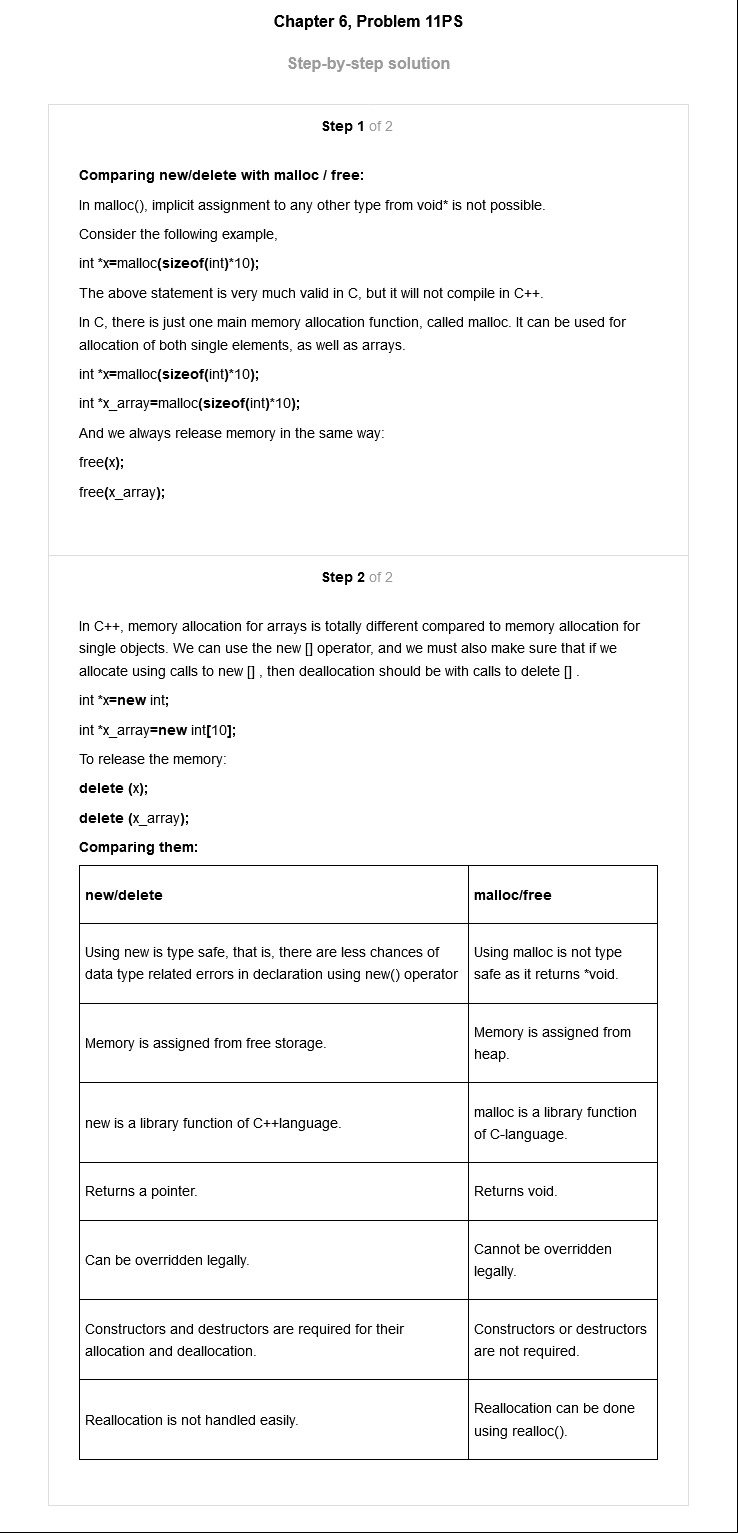 Chapter 6, Problem 11PS
Step-by-step solution
Step 1 of 2
Comparing new/delete with malloc / free:
In malloc(), implicit assignment to any other type from void* is not possible.
Consider the following example,
int *x=malloc(sizeof(int)*10);
The above statement is very much valid in C, but it will not compile in C++.
In C, there is just one main memory allocation function, called malloc. It can be used for
allocation of both single elements, as well as arrays.
int *x=malloc(sizeof(int)*10);
int *x_array=malloc(sizeof(int)*10);
And we always release memory in the same way:
free(x);
free(x_array);
Step 2 of 2
In C++, memory allocation for arrays is totally different compared to memory allocation for
single objects. We can use the new [] operator, and we must also make sure that if we
allocate using calls to new [] , then deallocation should be with calls to delete [] .
int *x=new int;
int *x_array=new int[10];
To release the memory:
delete (x);
delete (x_array);
Comparing them:
new/delete
malloc/free
Using new is type safe, that is, there are less chances of
data type related errors in declaration using new() operator
Using malloc is not type
safe as it returns *void.
Memory is assigned from free storage.
Memory is assigned from
heap.
new is a library function of C++language.
malloc is a library function
of C-language.
Returns a pointer.
Returns void.
Can be overridden legally.
Cannot be overridden
legally.
Constructors and destructors are required for their
allocation and deallocation.
Constructors or destructors
are not required.
Reallocation is not handled easily.
Reallocation can be done
using realloc().